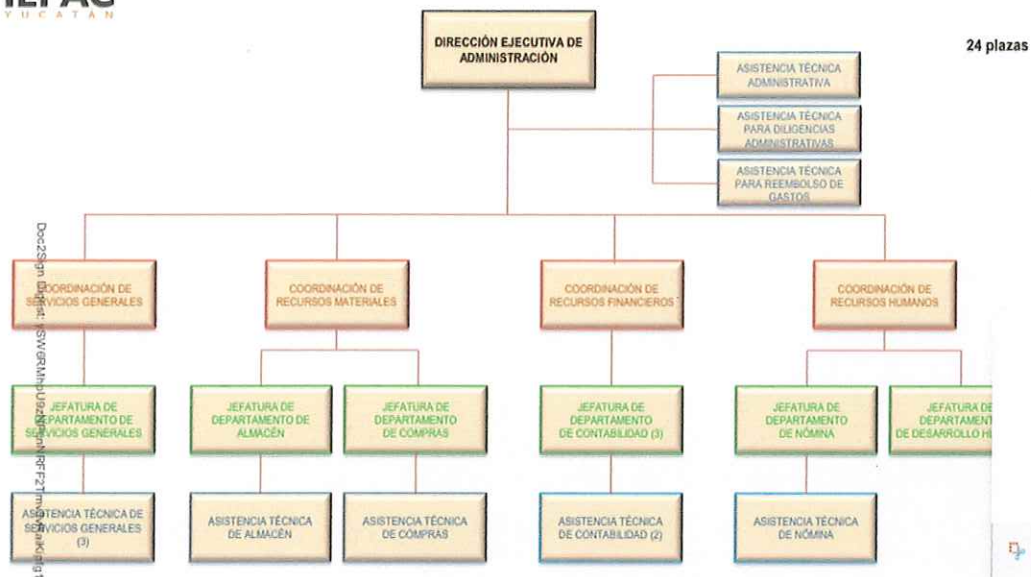 IEPAC
YUCATÁN
DIRECCIÓN EJECUTIVA DE
ADMINISTRACIÓN
24 plazas
ASISTENCIA TÉCNICA
ADMINISTRATIVA
ASISTENCIA TÉCNICA
PARA DILIGENCIAS
ADMINISTRATIVAS
ASISTENCIA TÉCNICA
PARA REEMBOLSO DE
GASTOS
COORDINACIÓN DE
SERVICIOS GENERALES
COORDINACIÓN DE
RECURSOS MATERIALES
COORDINACIÓN DE
RECURSOS FINANCIEROS
COORDINACIÓN DE
RECURSOS HUMANOS
JEFATURA DE
DEPARTAMENTO DE
SERVICIOS GENERALES
JEFATURA DE
DEPARTAMENTO DE
ALMACÉN
JEFATURA DE
DEPARTAMENTO
DE COMPRAS
JEFATURA DE
DEPARTAMENTO
DE CONTABILIDAD (3)
JEFATURA DE
DEPARTAMENTO
DE NÓMINA
JEFATURA DE
DEPARTAMENT
DE DESARROLLO H
ASISTENCIA TÉCNICA DE
SERVICIOS GENERALES
(3)
ASISTENCIA TÉCNICA
DE ALMACÉN
ASISTENCIA TÉCNICA
DE COMPRAS
ASISTENCIA TÉCNICA
DE CONTABILIDAD (2)
ASISTENCIA TÉCNICA
DE NÓMINA
Doc2Sign Digest: